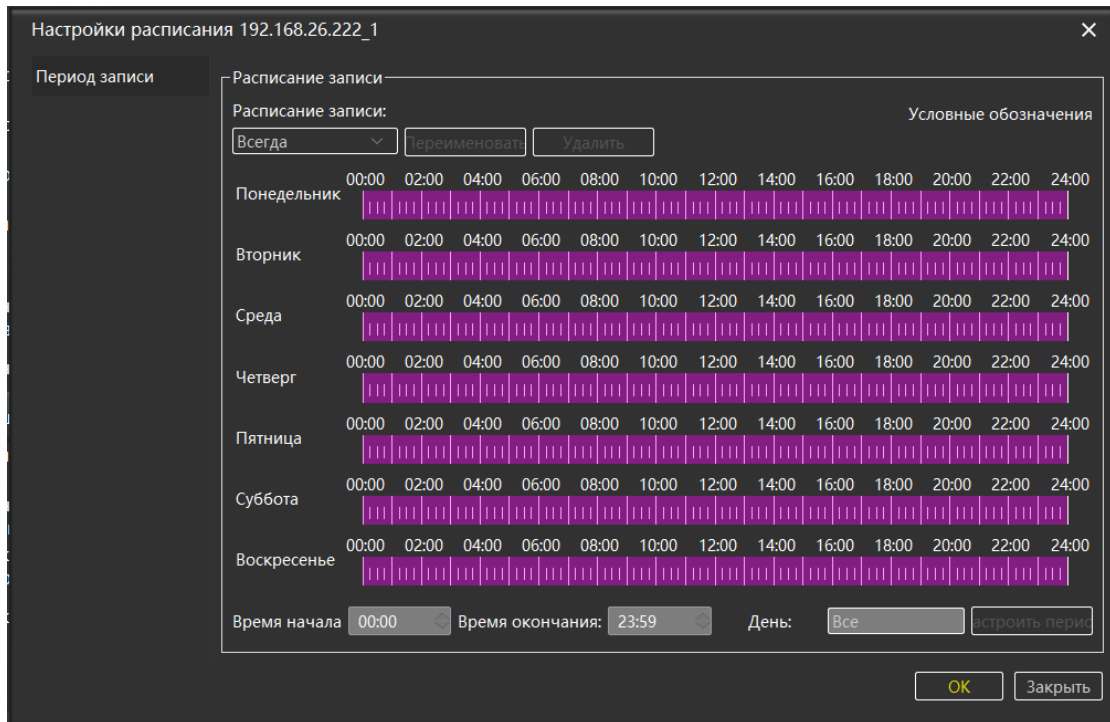 Настройки расписания 192.168.26.222_1
Период записи
Расписание записи
Расписание записи:
Условные обозначения
Всегда Переименовать Удалить
00:00 02:00 04:00 06:00 08:00 10:00 12:00 14:00 16:00 18:00 20:00 22:00 24:00
Понедельник
00:00 02:00 04:00 06:00 08:00 10:00 12:00 14:00 16:00 18:00 20:00 22:00 24:00
Вторник
00:00 02:00 04:00 06:00 08:00 10:00 12:00 14:00 16:00 18:00 20:00 22:00 24:00
Среда
00:00 02:00 04:00 06:00 08:00 10:00 12:00 14:00 16:00 18:00 20:00 22:00 24:00
Четверг
00:00 02:00 04:00 06:00 08:00 10:00 12:00 14:00 16:00 18:00 20:00 22:00 24:00
Пятница
00:00 02:00 04:00 06:00 08:00 10:00 12:00 14:00 16:00 18:00 20:00 22:00 24:00
Суббота
00:00 02:00 04:00 06:00 08:00 10:00 12:00 14:00 16:00 18:00 20:00 22:00 24:00
Воскресенье
Время начала 00:00 Время окончания: 23:59 День: Все астроить перио
ОК Закрыть